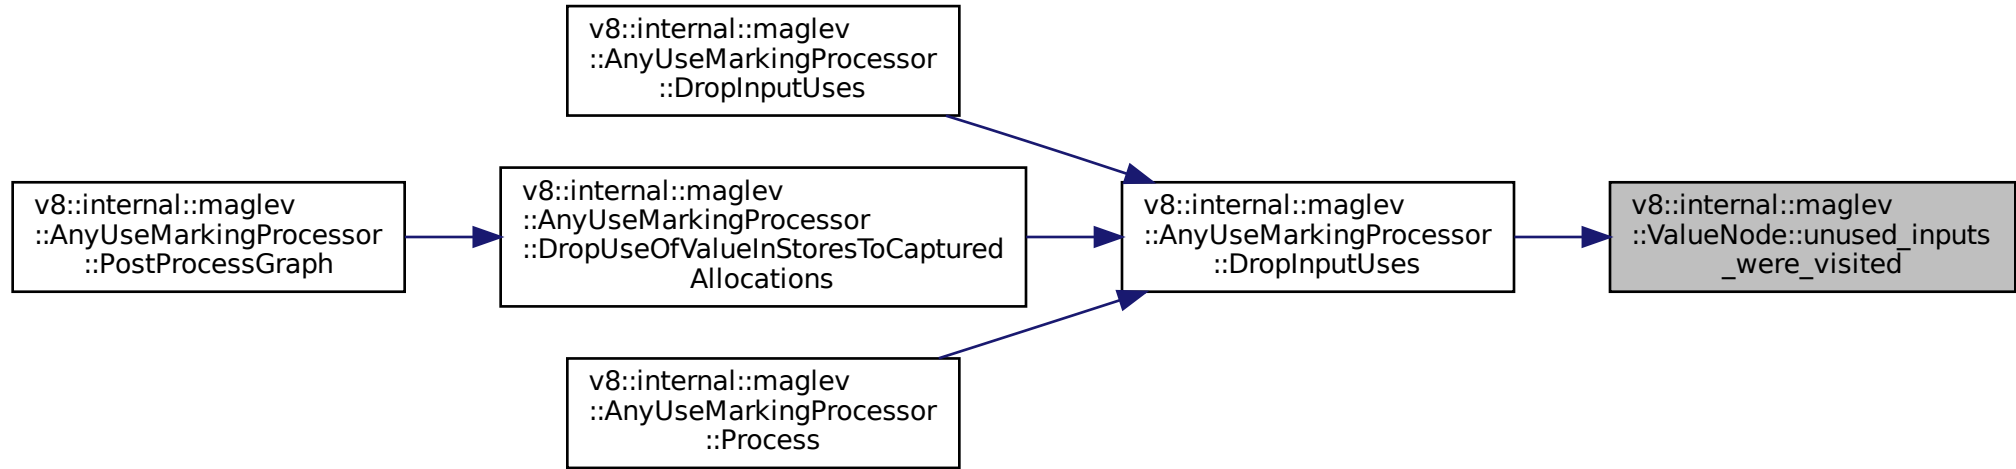 v8::internal::maglev
::AnyUseMarkingProcessor
::DropInputUses
v8::internal::maglev
::AnyUseMarkingProcessor
::PostProcessGraph
v8::internal::maglev
::AnyUseMarkingProcessor
::DropUseOfValueInStoresToCaptured
Allocations
v8::internal::maglev
::AnyUseMarkingProcessor
::DropInputUses
v8::internal::maglev
::ValueNode::unused_inputs
_were_visited
v8::internal::maglev
::AnyUseMarkingProcessor
::Process